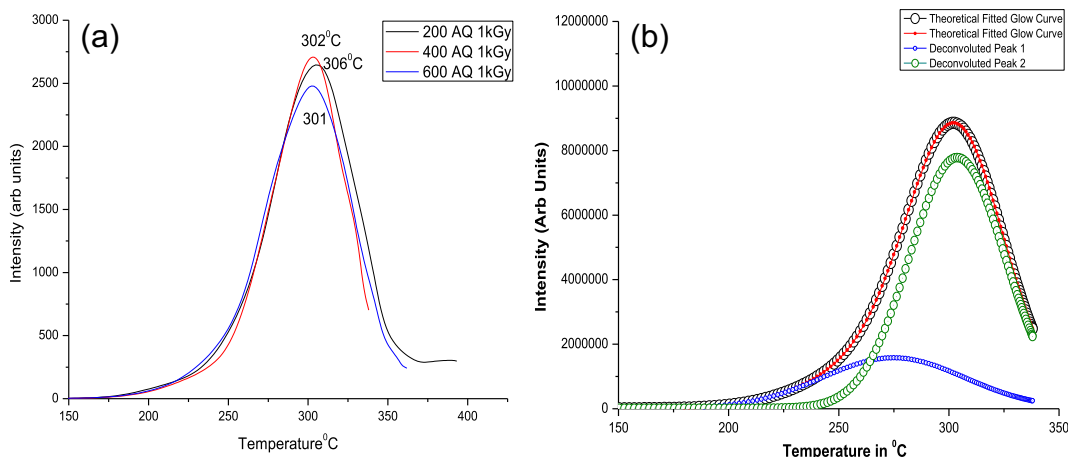 (a)
3000
2500
2000
1500
1000
500
0
Intensity (arb units)
150
200
250
300
350
400
Temperature⁰C
302⁰C
306⁰C
301
200 AQ 1kGy
400 AQ 1kGy
600 AQ 1kGy
(b)
12000000
10000000
8000000
6000000
4000000
2000000
0
Intensity (Arb Units)
150
200
250
300
350
Temperature in ⁰C
Theoretical Fitted Glow Curve
Theoretical Fitted Glow Curve
Deconvoluted Peak 1
Deconvoluted Peak 2